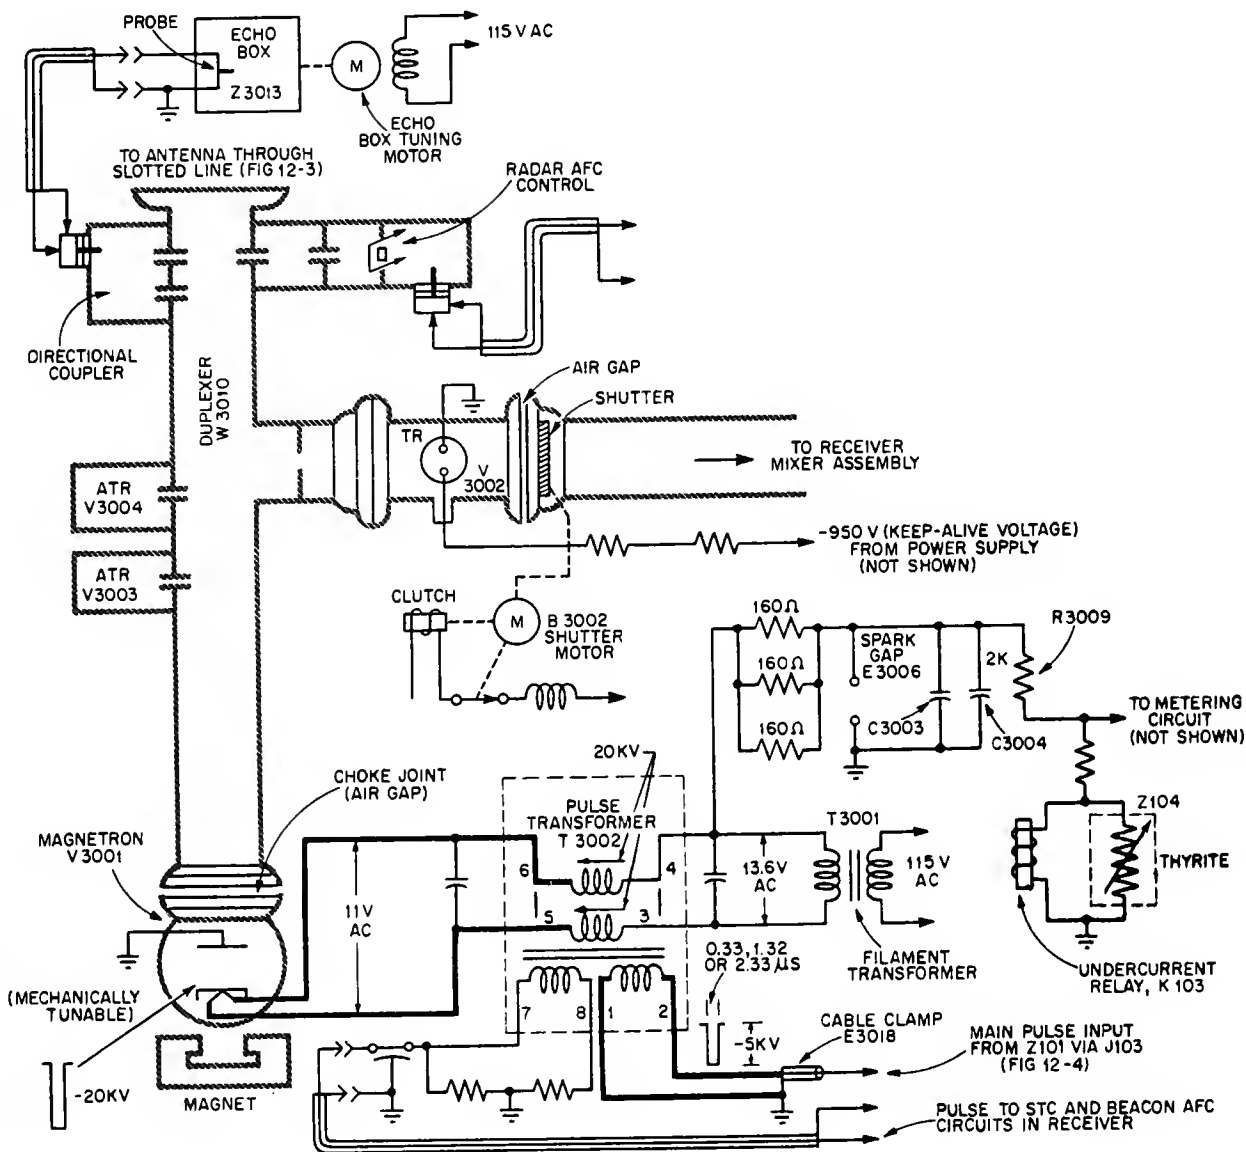 PROBE
ECHO
BOX
Z3013
M
115 V AC
ECHO
BOX TUNING
MOTOR
TO ANTENNA THROUGH
SLOTTED LINE (FIG 12-3)
RADAR AFC
CONTROL
DIRECTIONAL
COUPLER
DUPLEXER
W 3010
AIR GAP
SHUTTER
TR
V
3002
TO RECEIVER
MIXER ASSEMBLY
ATR
V3004
ATR
V3003
-950 V (KEEP-ALIVE VOLTAGE)
FROM POWER SUPPLY
(NOT SHOWN)
CLUTCH
M
B 3002
SHUTTER
MOTOR
160Ω
160Ω
160Ω
SPARK
GAP
E3006
C3003
C3004
2K
R3009
TO METERING
CIRCUIT
(NOT SHOWN)
CHOKE JOINT
(AIR GAP)
MAGNETRON
V3001
20KV
PULSE
TRANSFORMER
T 3002
6
4
5
3
7
8
1
2
11V
AC
13.6V
AC
T3001
115V
AC
FILAMENT
TRANSFORMER
Z104
THYRITE
UNDERCURRENT
RELAY, K 103
0.33, 1.32
OR 2.33 µS
-5KV
(MECHANICALLY
TUNABLE)
-20KV
MAGNET
CABLE CLAMP
E3018
MAIN PULSE INPUT
FROM Z101 VIA J103
(FIG 12-4)
PULSE TO STC AND BEACON AFC
CIRCUITS IN RECEIVER